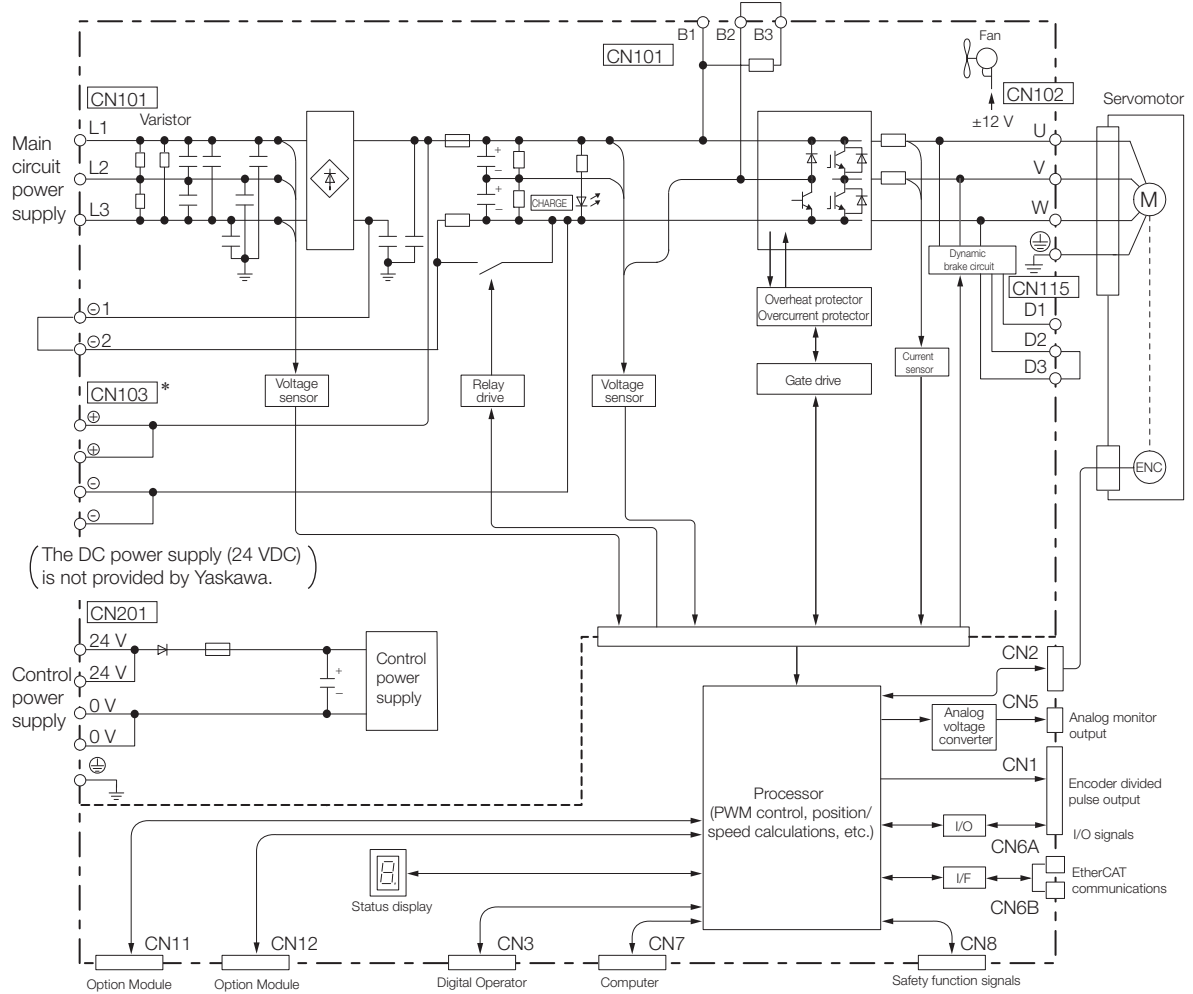 B1
B2
B3
CN101
Fan
±12 V
CN102
Servomotor
CN101
Varistor
Main
circuit
power
supply
L1
L2
L3
U
V
W
M
+
−
+
−
CHARGE
Dynamic
brake circuit
CN115
D1
D2
D3
⊖1
⊖2
Overheat protector
Overcurrent protector
Gate drive
Current
sensor
Voltage
sensor
Relay
drive
Voltage
sensor
CN103 *
⊕
⊕
⊖
⊖
ENC
(The DC power supply (24 VDC)
is not provided by Yaskawa.)
CN201
24 V
24 V
0 V
0 V
Control
power
supply
+
−
Control
power
supply
CN2
CN5
Analog
voltage
converter
Analog monitor
output
CN1
Encoder divided
pulse output
Processor
(PWM control, position/
speed calculations, etc.)
I/O
I/O signals
CN6A
I/F
EtherCAT
communications
CN6B
8.
Status display
CN11
CN12
CN3
CN7
CN8
Option Module
Option Module
Digital Operator
Computer
Safety function signals